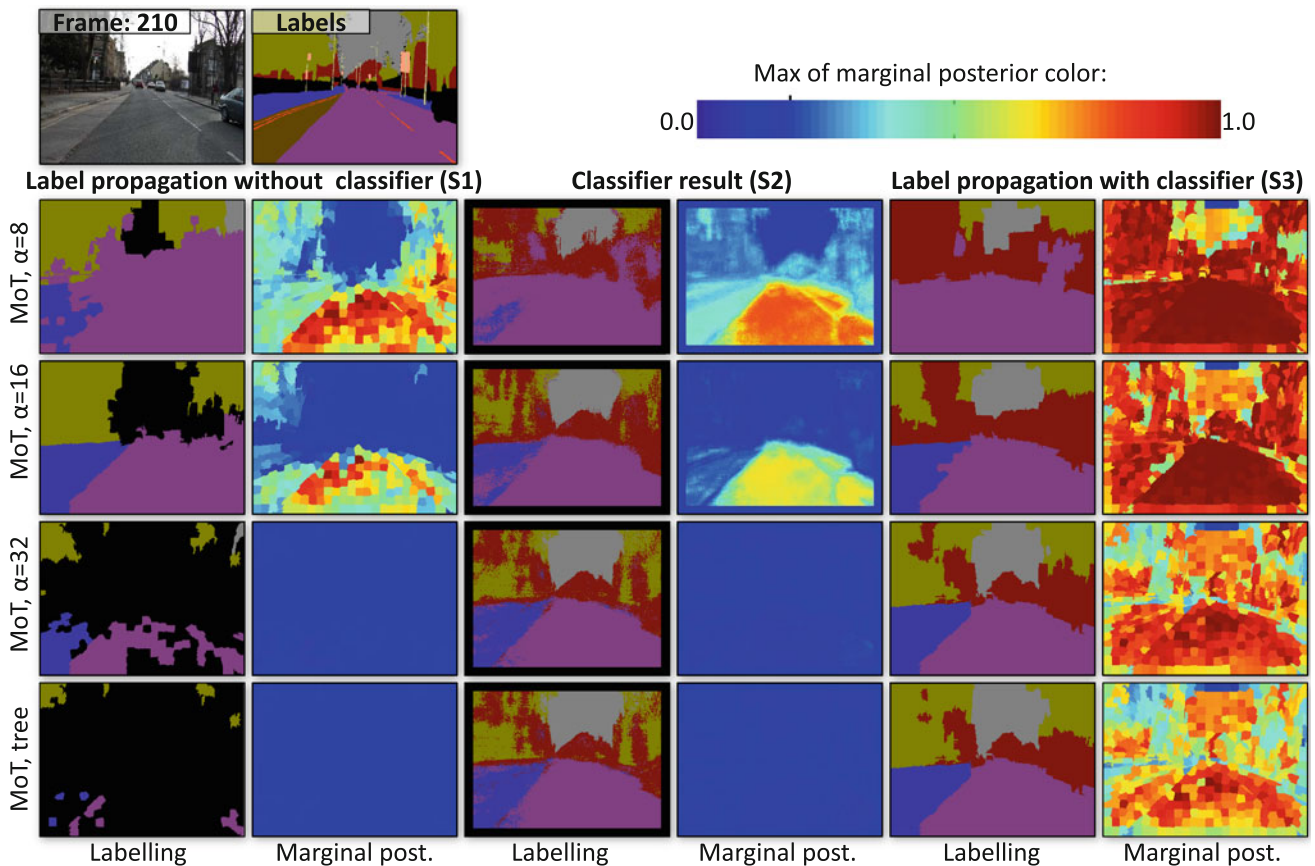 Frame: 210
Labels
Max of marginal posterior color:
0.0
1.0
Label propagation without classifier (S1)
Classifier result (S2)
Label propagation with classifier (S3)
MoT, α=8
MoT, α=16
MoT, α=32
MoT, tree
Labelling
Marginal post.
Labelling
Marginal post.
Labelling
Marginal post.